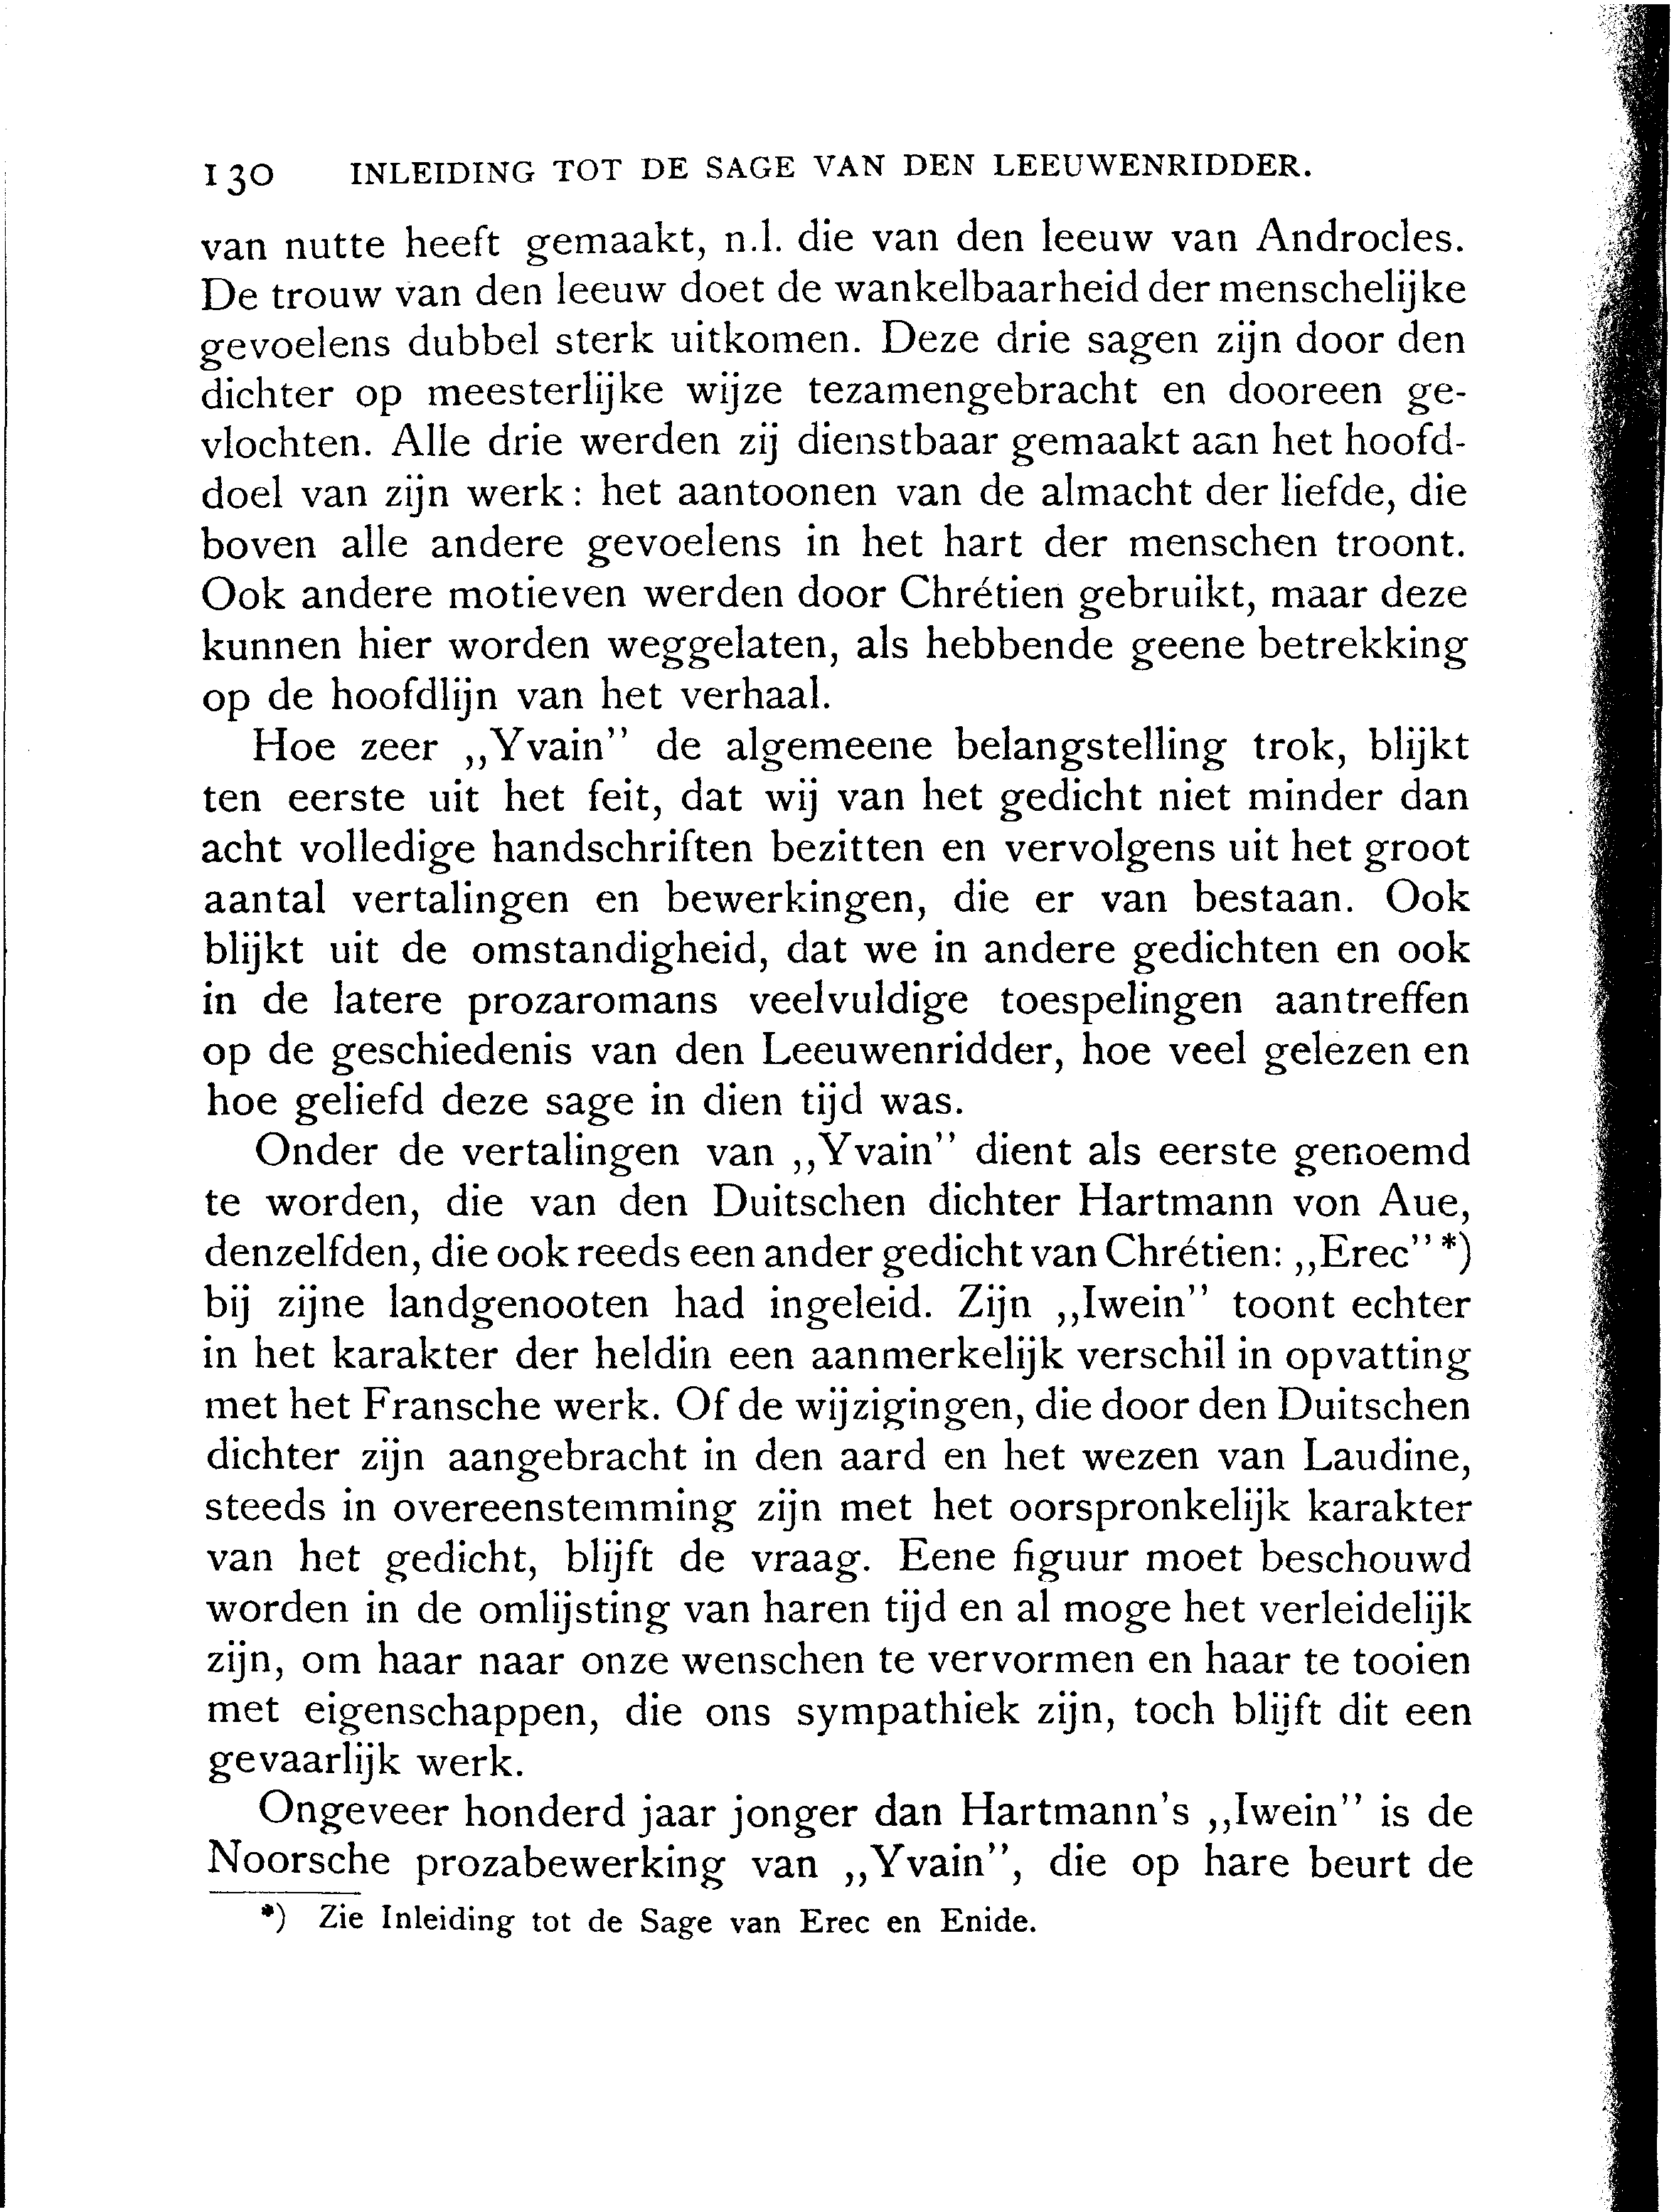 130 INLEIDING TOT DE SAGE VAN DEN LEEUWENRIDDER.
van nutte heeft gemaakt, n.l. die van den leeuw van Androcles.
De trouw van den leeuw doet de wankelbaarheid der menschelijke
gevoelens dubbel sterk uitkomen. Deze drie sagen zijn door den
dichter op meesterlijke wijze tezamengebracht en dooreen ge-
vlochten. Alle drie werden zij dienstbaar gemaakt aan het hoofd-
doel van zijn werk: het aantoonen van de almacht der liefde, die
boven alle andere gevoelens in het hart der menschen troont.
Ook andere motieven werden door Chrétien gebruikt, maar deze
kunnen hier worden weggelaten, als hebbende geene betrekking
op de hoofdlijn van het verhaal.
Hoe zeer ,,Yvain" de algemeene belangstelling trok, blijkt
ten eerste uit het feit, dat wij van het gedicht niet minder dan
acht volledige handschriften bezitten en vervolgens uit het groot
aantal vertalingen en bewerkingen, die er van bestaan. Ook
blijkt uit de omstandigheid, dat we in andere gedichten en ook
in de latere prozaromans veelvuldige toespelingen aantreffen
op de geschiedenis van den Leeuwenridder, hoe veel gelezen en
hoe geliefd deze sage in dien tijd was.
Onder de vertalingen van ,,Yvain" dient als eerste genoemd
te worden, die van den Duitschen dichter Hartmann von Aue,
denzelfden, die ook reeds een ander gedicht van Chrétien: ,,Erec" *)
bij zijne landgenooten had ingeleid. Zijn ,,Iwein" toont echter
in het karakter der heldin een aanmerkelijk verschil in opvatting
met het Fransche werk. Of de wijzigingen, die door den Duitschen
dichter zijn aangebracht in den aard en het wezen van Laudine,
steeds in overeenstemming zijn met het oorspronkelijk karakter
van het gedicht, blijft de vraag. Eene figuur moet beschouwd
worden in de omlijsting van haren tijd en al moge het verleidelijk
zijn, om haar naar onze wenschen te vervormen en haar te tooien
met eigenschappen, die ons sympathiek zijn, toch blijft dit een
gevaarlijk werk.
Ongeveer honderd jaar jonger dan Hartmann's ,,Iwein" is de
Noorsche prozabewerking van ,,Yvain", die op hare beurt de
*) Zie Inleiding tot de Sage van Erec en Enide.